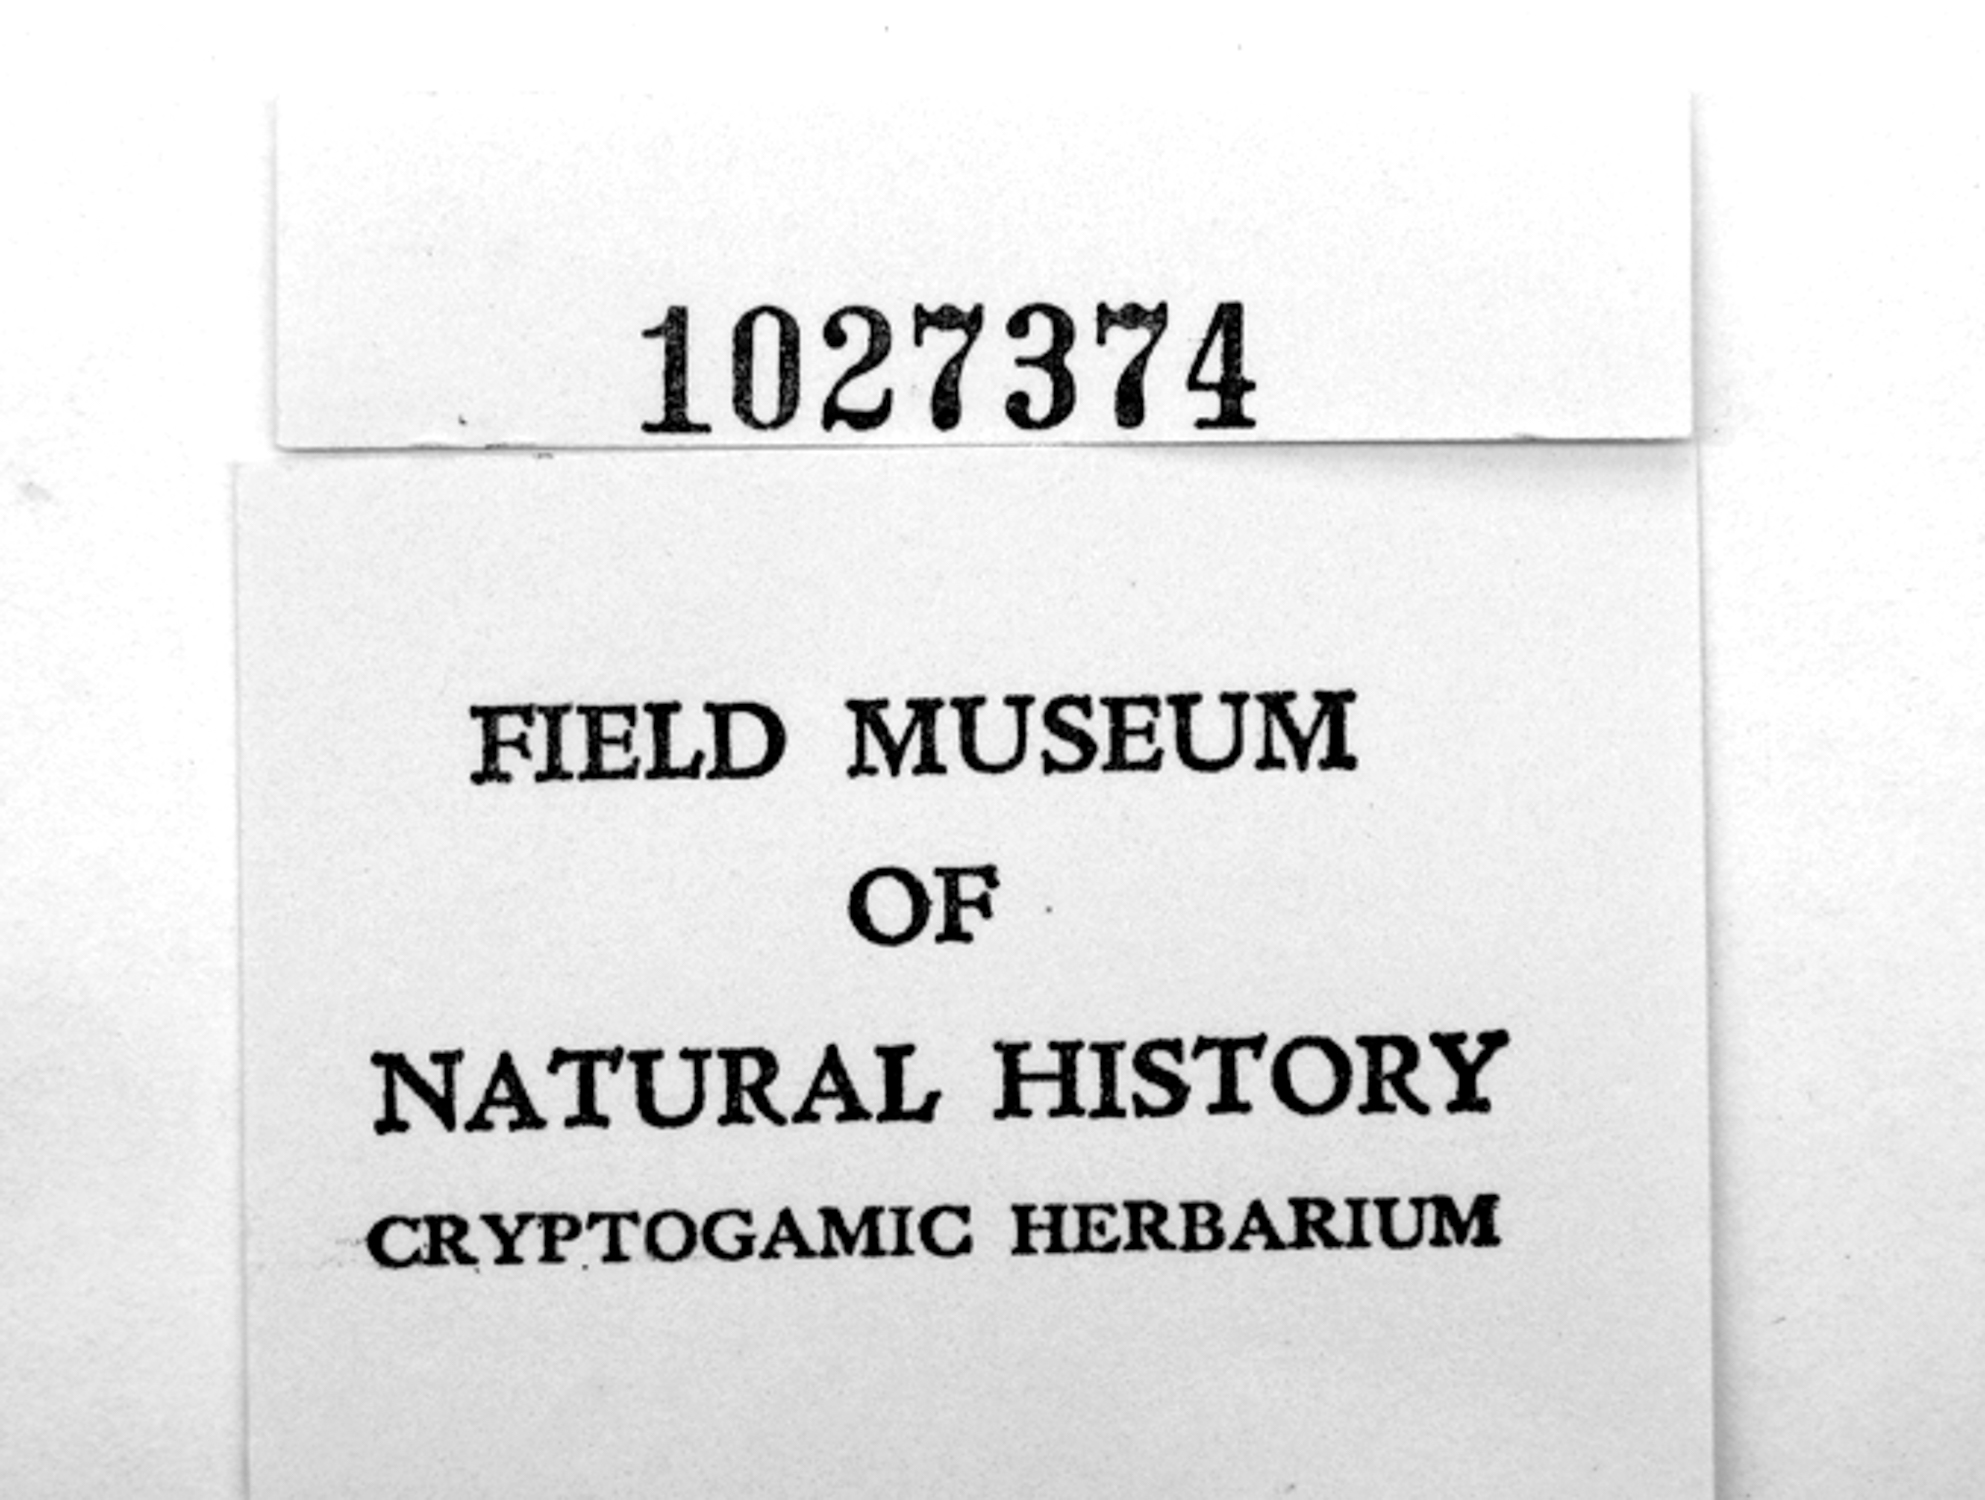 1027374
FIELD MUSEUM
OF
NATURAL HISTORY
CRYPTOGAMIC HERBARIUM